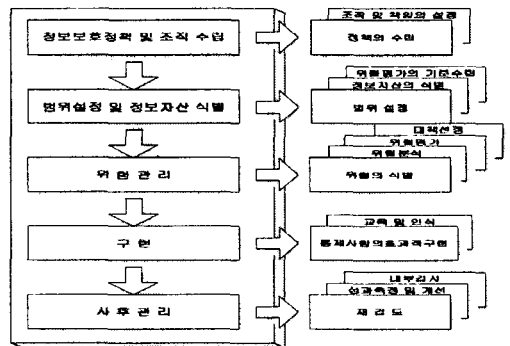 조직 및 책임의 설정
정보보호정책 및 조직 수립
정책의 수립
위험평가의 기준수립
정보자산의 식별
범위설정 및 정보자산 식별
범위 설정
대책선정
위험평가
위험분석
위험 관리
위험의 식별
교육 및 인식
구현
통제사항의효과적구현
내부감사
성과측정 및 개선
사후 관리
재검토